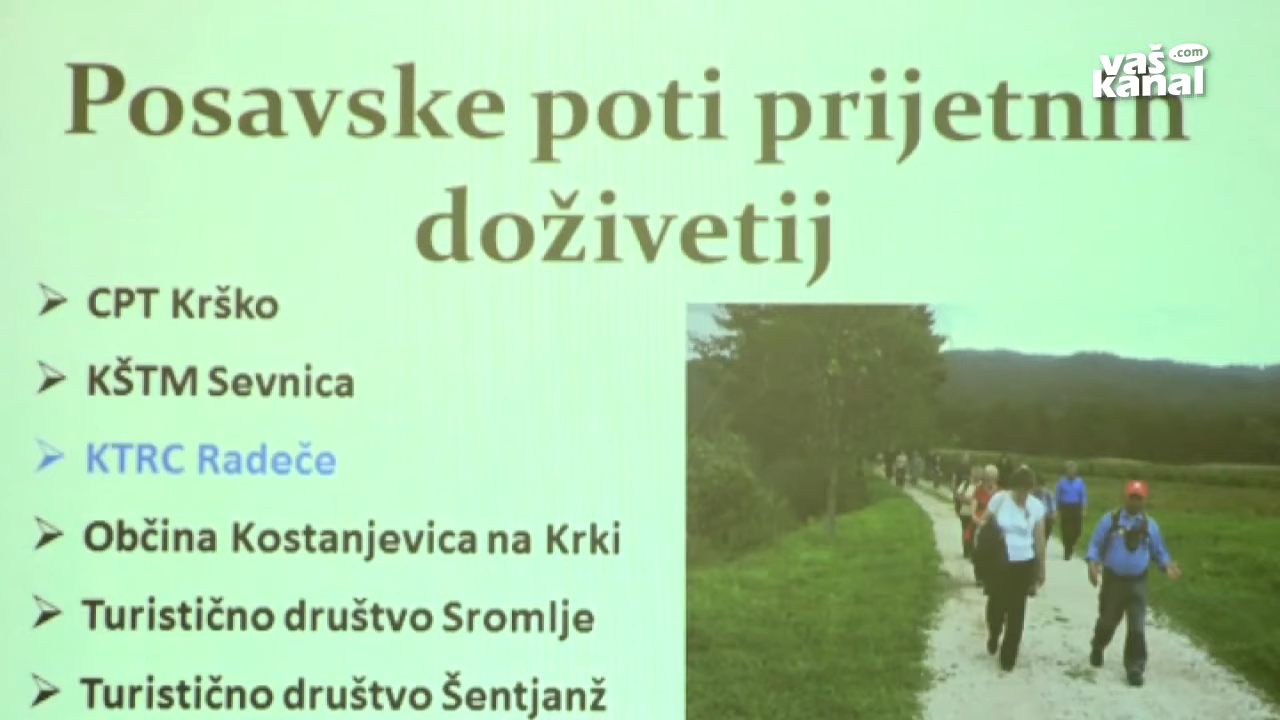 vaš .com
kanal
Posavske poti prijetnih
doživetij
➢ CPT Krško
➢ KŠTM Sevnica
➢ KTRC Radeče
➢ Občina Kostanjevica na Krki
➢ Turistično društvo Sromlje
➢ Turistično društvo Šentjanž